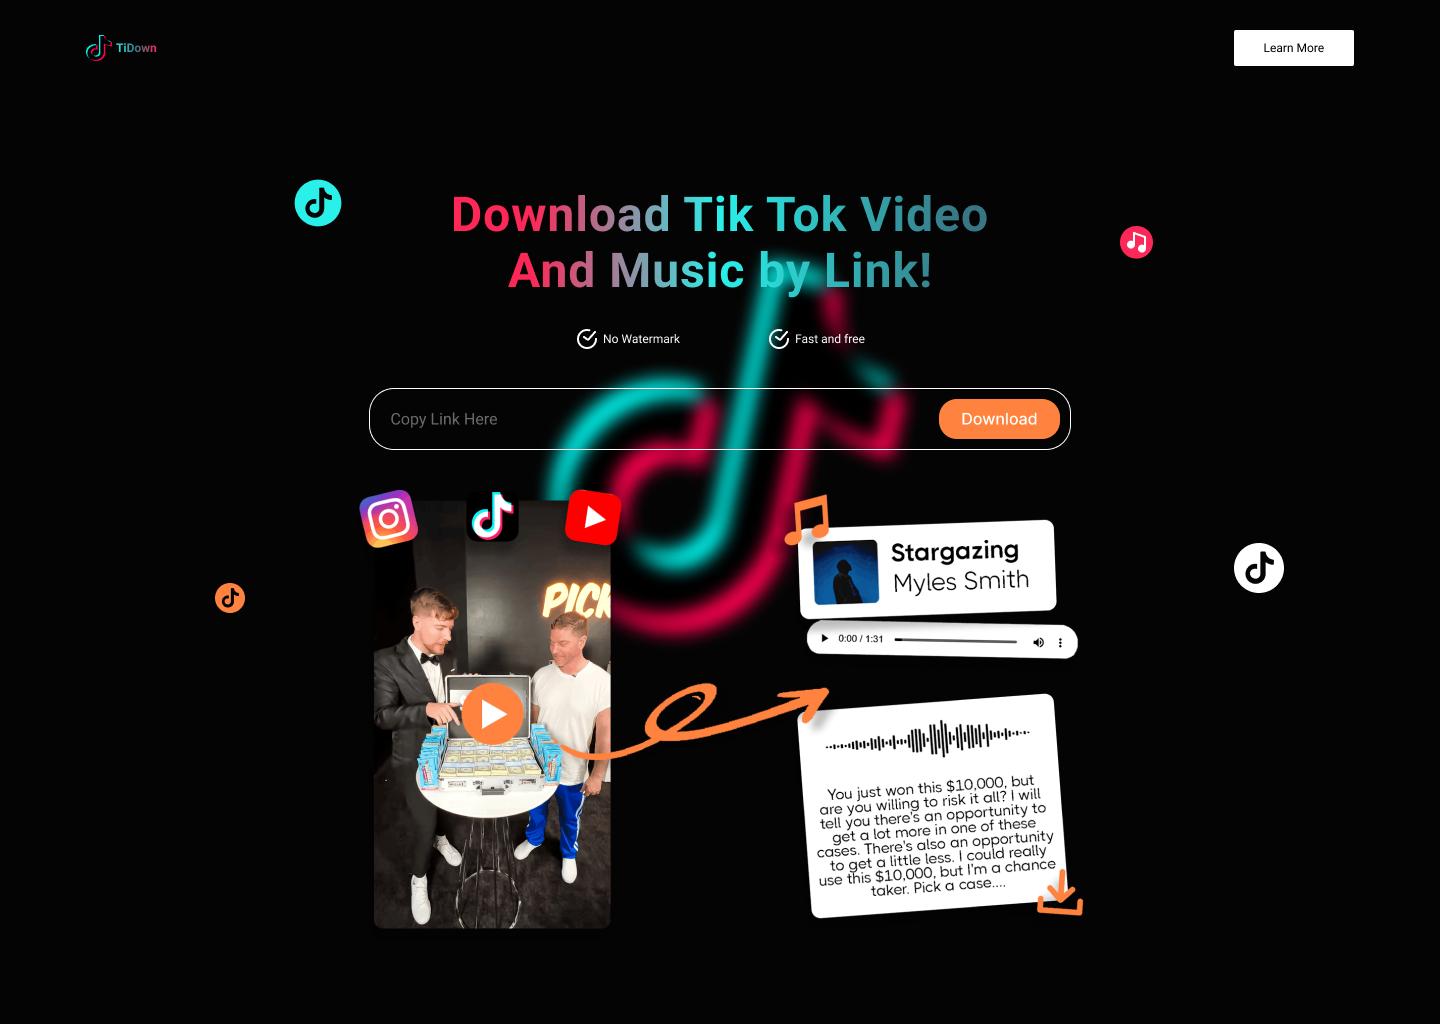 TiDown
Learn More
Download Tik Tok Video
And Music by Link!
No Watermark
Fast and free
Copy Link Here
Download
PICK
Stargazing
Myles Smith
0:00 / 1:31
You just won this $10,000, but
are you willing to risk it all? I will
tell you there's an opportunity to
get a lot more in one of these
cases. There's also an opportunity
to get a little less. I could really
use this $10,000, but I'm a chance
taker. Pick a case....